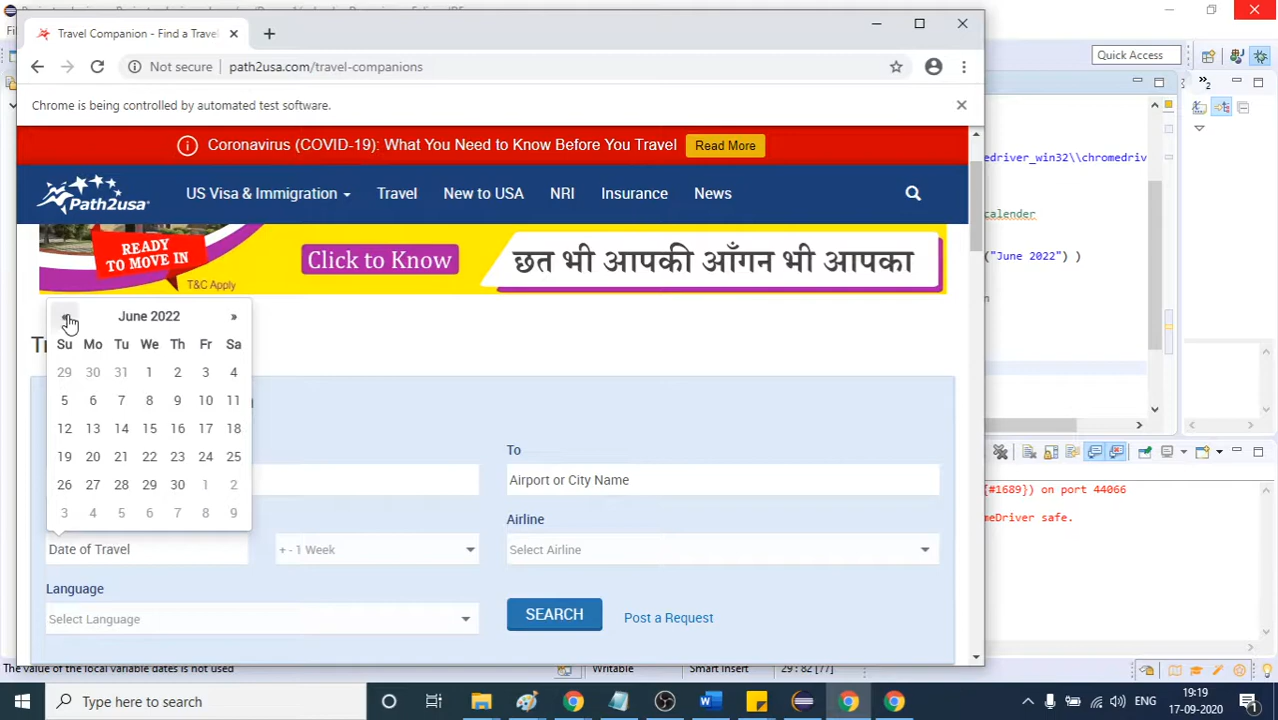 Travel Companion - Find a Trave
Quick Access
Not secure
path2usa.com/travel-companions
Chrome is being controlled by automated test software.
Coronavirus (COVID-19): What You Need to Know Before You Travel
Read More
Path2usa
US Visa & Immigration
Travel
New to USA
NRI
Insurance
News
edriver_win32\\chromedriv
calender
("June 2022") )
READY
TO MOVE IN
T&C Apply
Click to Know
छत भी आपकी आँगन भी आपका
« June 2022 »
Su Mo Tu We Th Fr Sa
29 30 31 1 2 3 4
5 6 7 8 9 10 11
12 13 14 15 16 17 18
19 20 21 22 23 24 25
26 27 28 29 30 1 2
3 4 5 6 7 8 9
To
Airport or City Name
Date of Travel
+ - 1 Week
Airline
Select Airline
Language
Select Language
SEARCH
Post a Request
{#1689}) on port 44066
meDriver safe.
The value of the local variable dates is not used
Writable
Smart Insert
29 : 82 [77]
Type here to search
ENG
19:19
17-09-2020